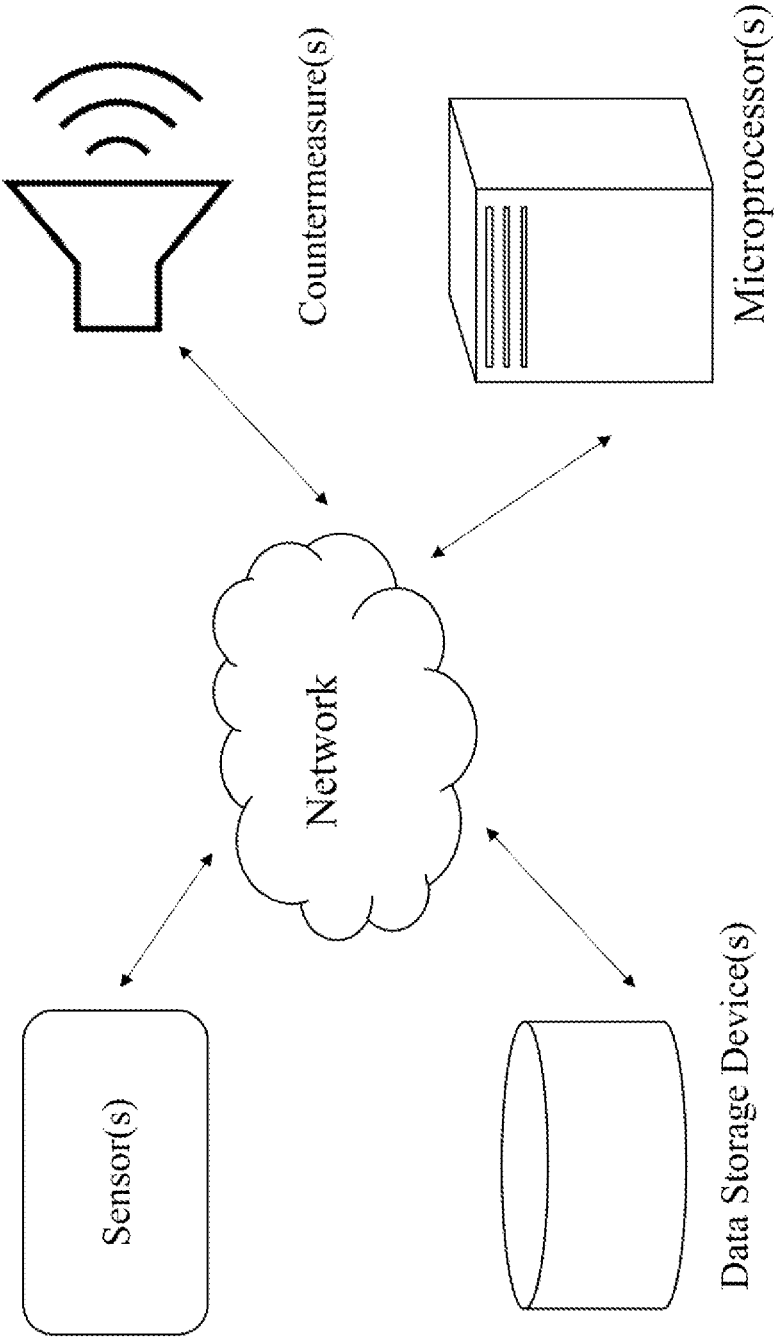 Sensor(s)
Countermeasure(s)
Network
Data Storage Device(s)
Microprocessor(s)